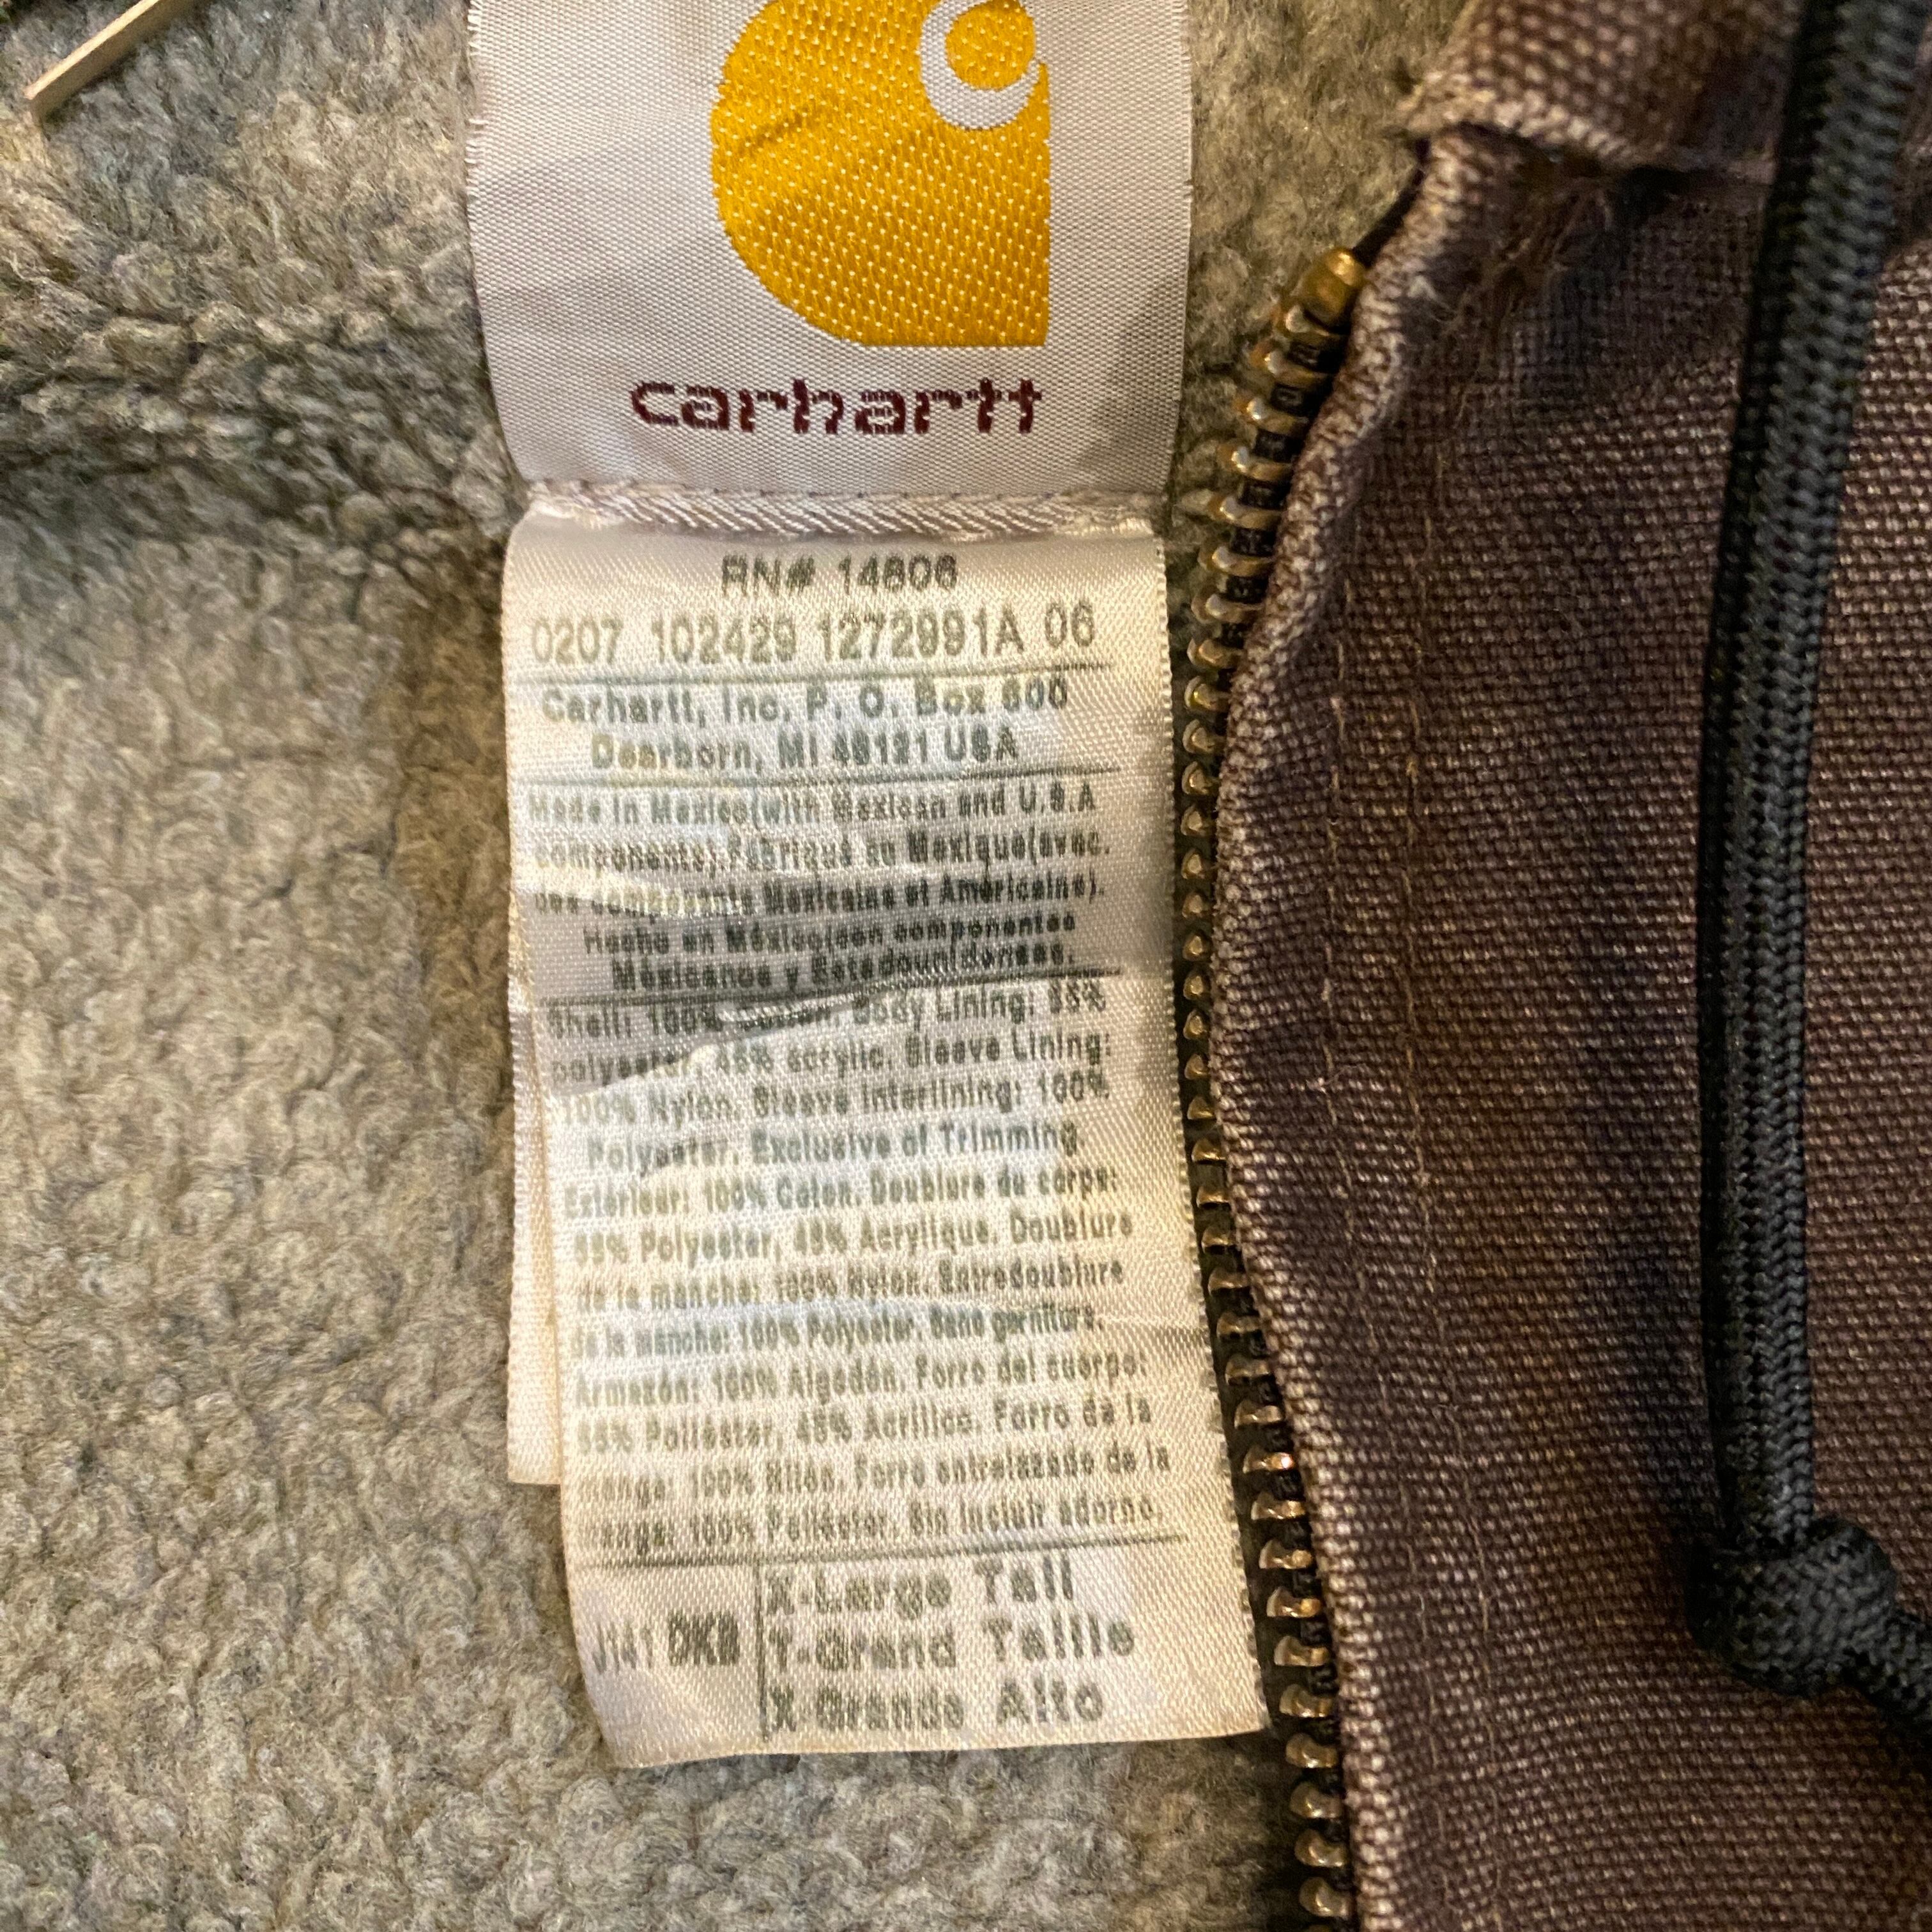 carhartt
RN# 14806
0207 102429 1272991A 06
Carhartt, Inc. P. O. Box 600
Dearborn, MI 48121 USA
Made in Mexico(with Mexican and U.S.A
components).Fabriqué au Mexique(avec.
des composants Mexicains et Américains).
Hecho en México(con componentes
Méxicanos y Estadounidenses.
Shell: 100% Cotton. Body Lining: 55%
polyester, 45% acrylic. Sleeve Lining:
100% Nylon. Sleeve interlining: 100%
Polyester. Exclusive of Trimming
Extérieur: 100% Coton. Doublure du corps:
55% Polyester, 45% Acrylique. Doublure
de la manche: 100% Nylon. Entredoublure
de la manche: 100% Polyester. Sans garniture.
Armazón: 100% Algodón. Forro del cuerpo:
55% Poliéster, 45% Acrílico. Forro de la
manga: 100% Nilón. Forro entrelazado de la
manga: 100% Poliéster. Sin incluir adorno.
J141 DKB
X-Large Tall
T-Grand Taille
X-Grande Alto